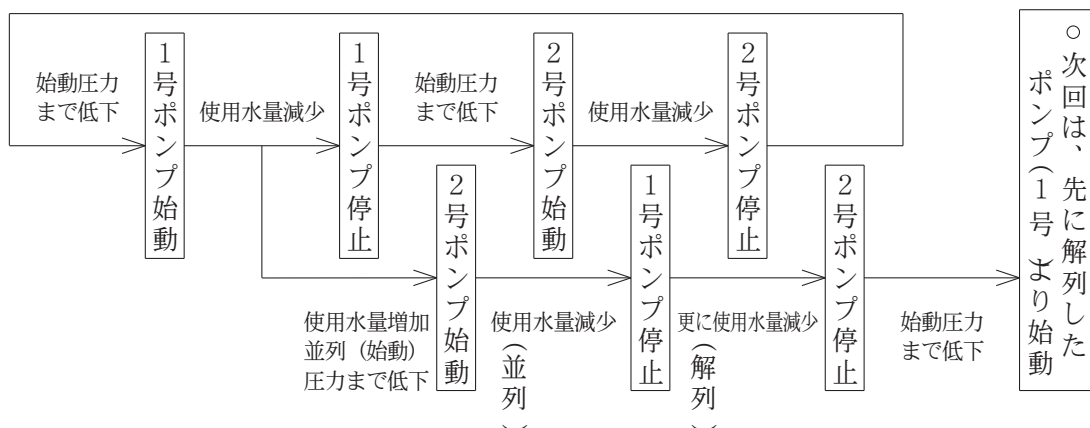 始動圧力
まで低下
1号ポンプ始動
使用水量減少
1号ポンプ停止
始動圧力
まで低下
2号ポンプ始動
使用水量減少
2号ポンプ停止
使用水量増加
並列（始動）
圧力まで低下
2号ポンプ始動
（並列）
使用水量減少
1号ポンプ停止
（解列）
更に使用水量減少
2号ポンプ停止
始動圧力
まで低下
○次回は、先に解列した
ポンプ（1号）より始動